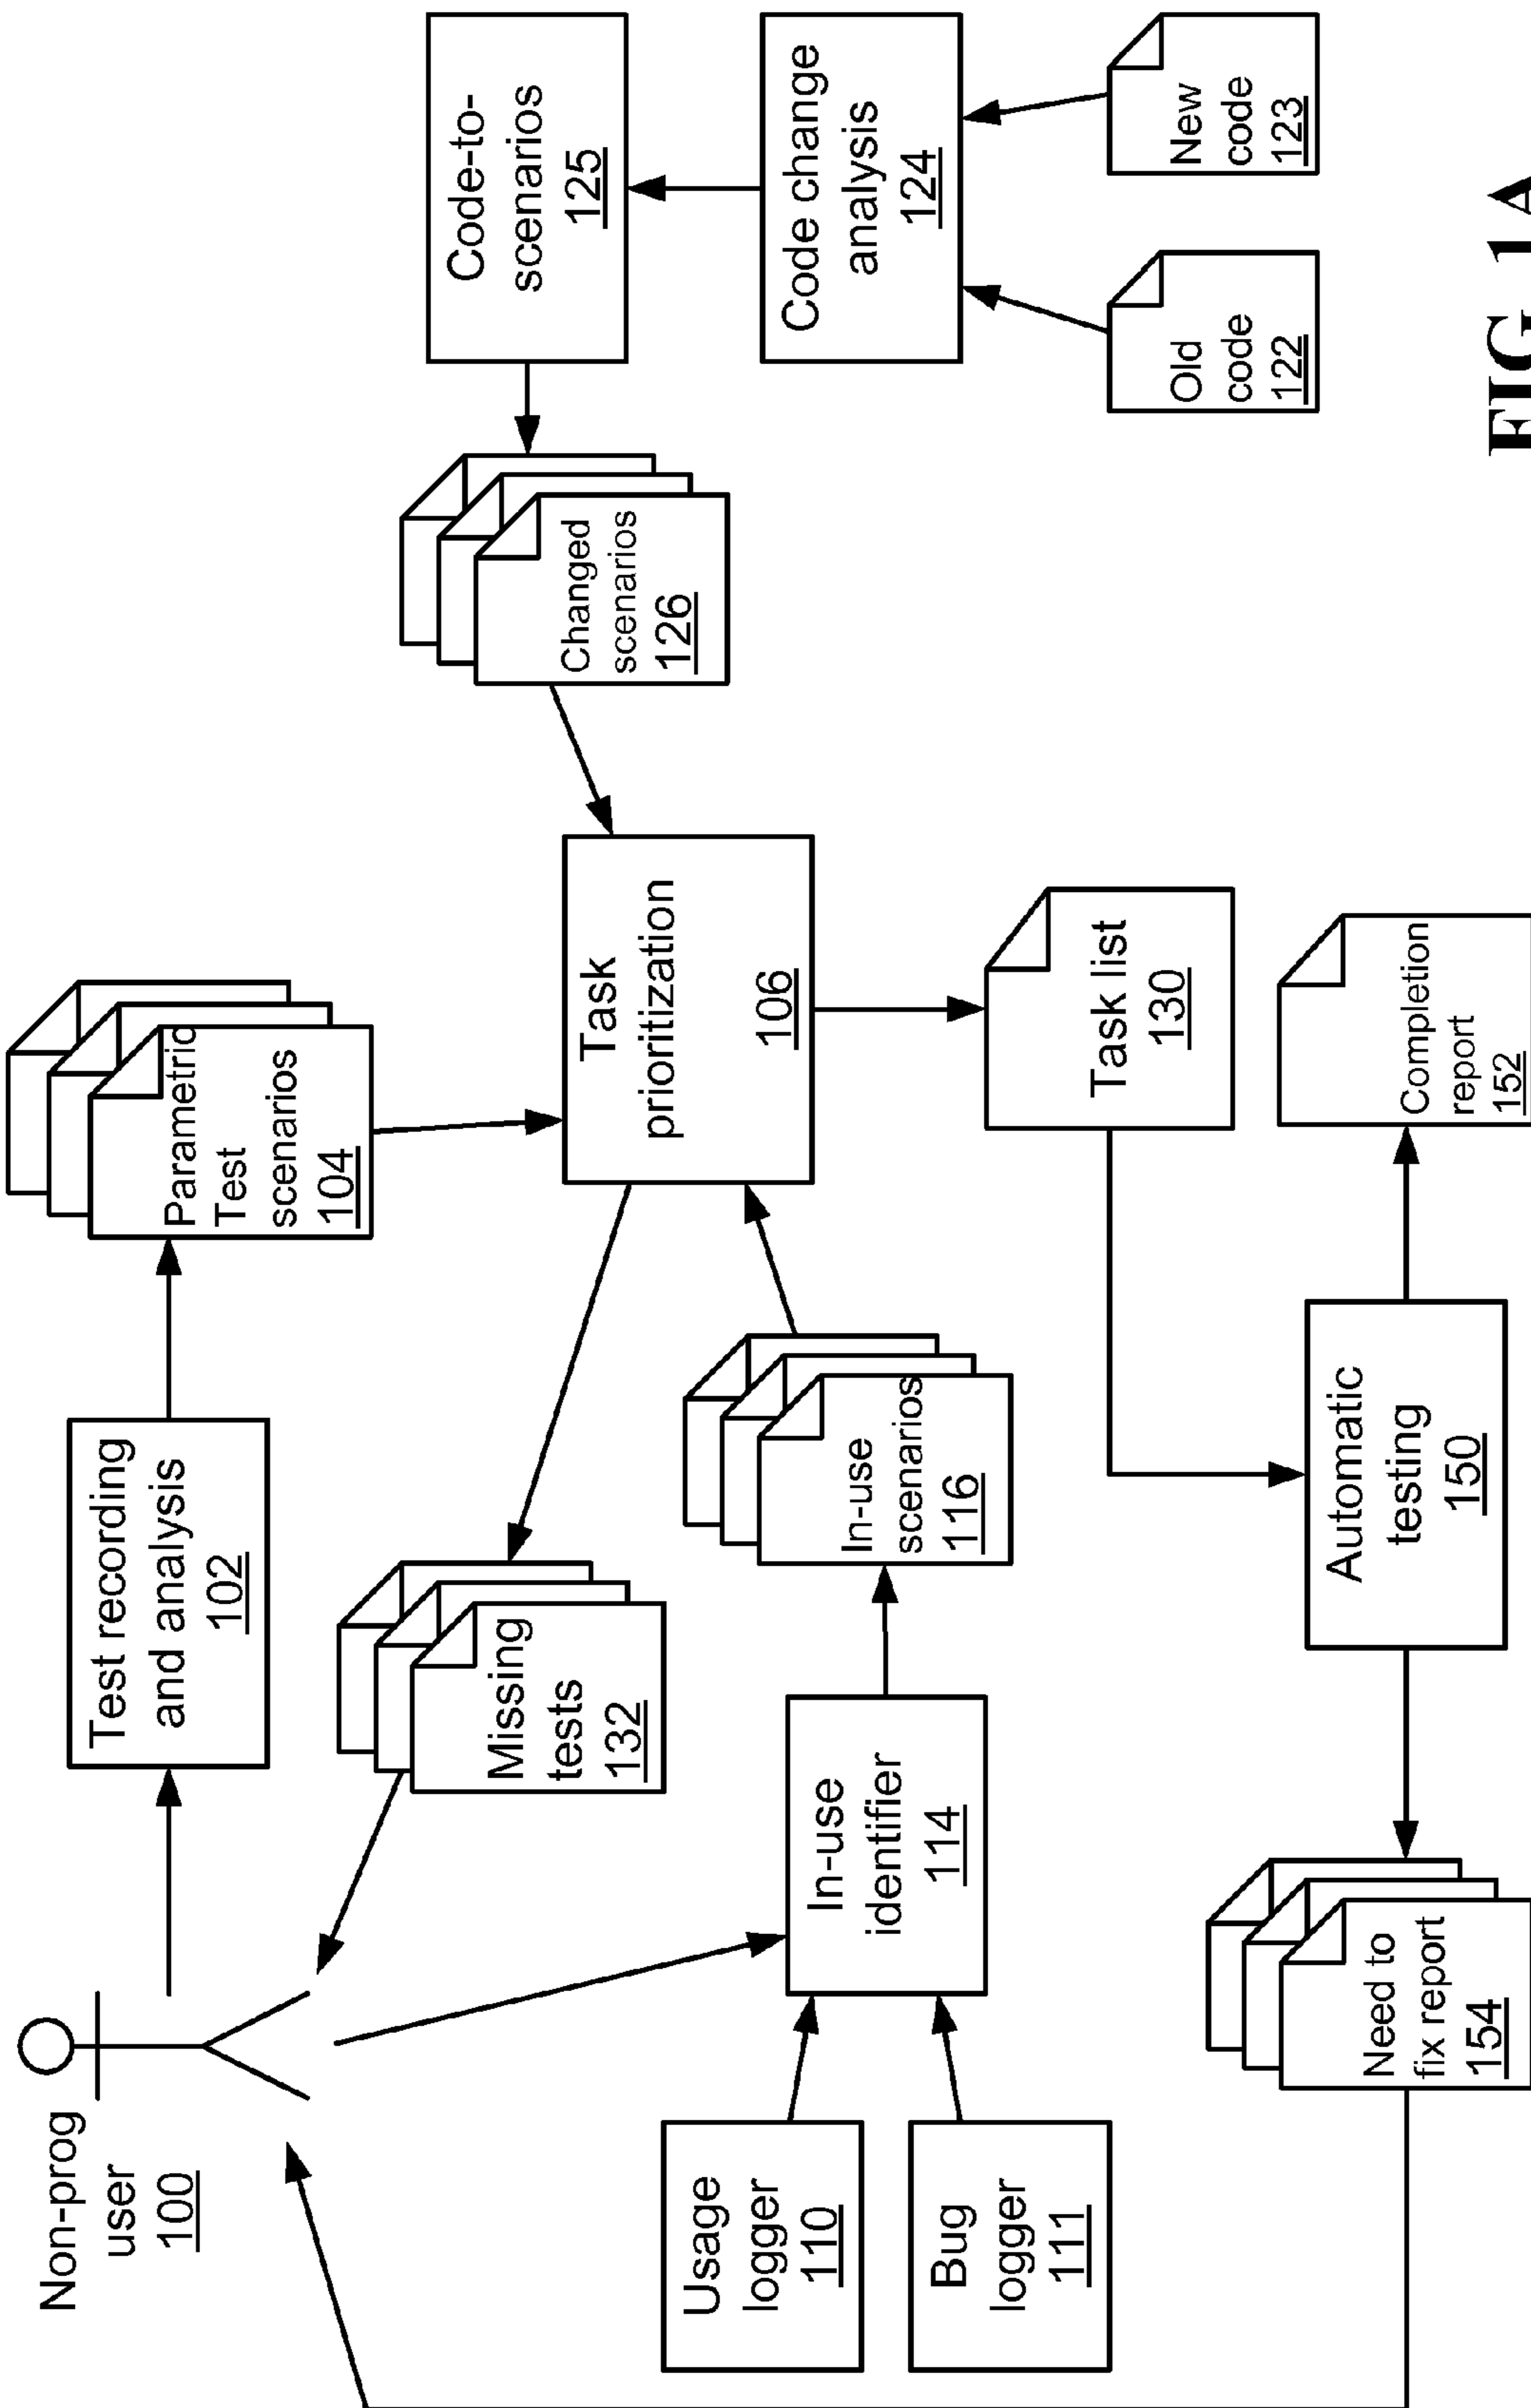 Non-prog
user
100
Test recording
and analysis
102
Parametric
Test
scenarios
104
Code-to-
scenarios
125
Changed
scenarios
126
Missing
tests
132
Task
prioritization
106
Code change
analysis
124
Usage
logger
110
Bug
logger
111
In-use
identifier
114
In-use
scenarios
116
Task list
130
Old
code
122
New
code
123
Need to
fix report
154
Automatic
testing
150
Completion
report
152
FIG. 1A